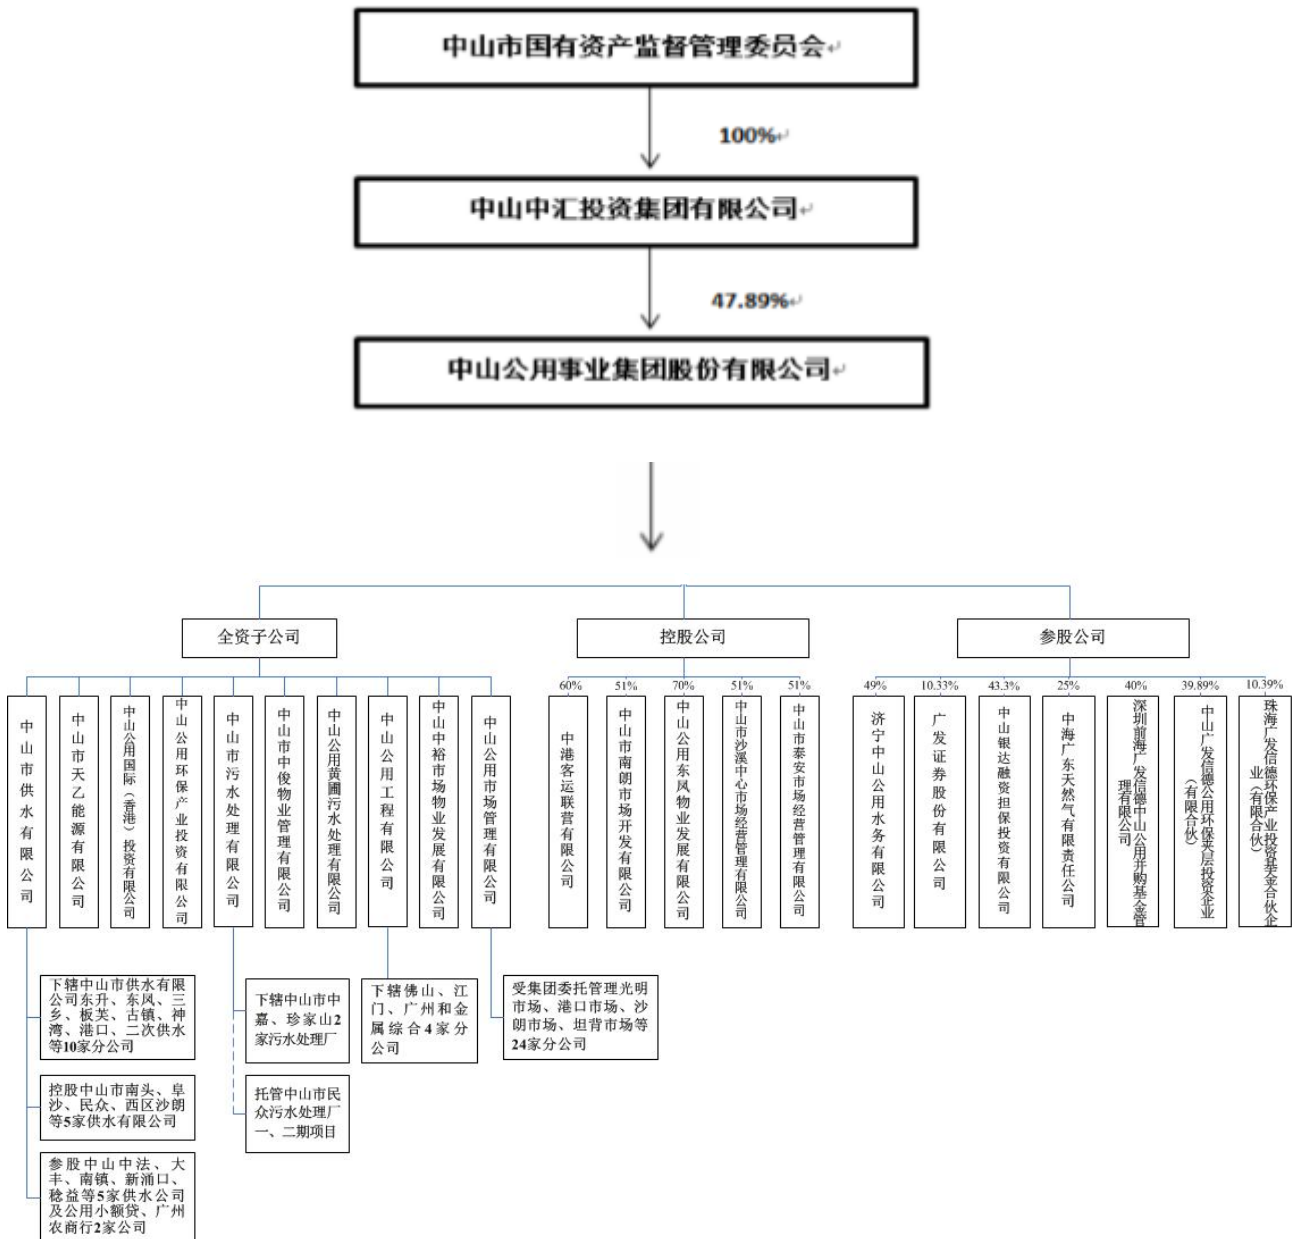 中山市国有资产监督管理委员会
100%
中山中汇投资集团有限公司
47.89%
中山公用事业集团股份有限公司
全资子公司
控股公司
参股公司
60%
51%
70%
51%
51%
49%
10.33%
43.3%
25%
40%
39.89%
10.39%
中山市供水有限公司
中山市天乙能源有限公司
中山公用国际（香港）投资有限公司
中山公用环保产业投资有限公司
中山市污水处理有限公司
中山市中俊物业管理有限公司
中山公用黄圃污水处理有限公司
中山公用工程有限公司
中山中裕市场物业发展有限公司
中山公用市场管理有限公司
中港客运联营有限公司
中山市南朗市场开发有限公司
中山公用东凤物业发展有限公司
中山市沙溪中心市场经营管理有限公司
中山市泰安市场经营管理有限公司
济宁中山公用水务有限公司
广发证券股份有限公司
中山银达融资担保投资有限公司
中海广东天然气有限责任公司
深圳前海广发信德中山公用并购基金管
理有限公司
中山广发信德公用环保夹层投资企业
（有限合伙）
珠海广发信德环保产业投资基金合伙企
业（有限合伙）
下辖中山市供水有限
公司东升、东凤、三
乡、板芙、古镇、神
湾、港口、二次供水
等10家分公司
控股中山市南头、阜
沙、民众、西区沙朗
等5家供水有限公司
参股中山中法、大
丰、南镇、新涌口、
稔益等5家供水公司
及公用小额贷、广州
农商行2家公司
下辖中山市中
嘉、珍家山2
家污水处理厂
托管中山市民
众污水处理厂
一、二期项目
下辖佛山、江
门、广州和金
属综合4家分
公司
受集团委托管理光明
市场、港口市场、沙
朗市场、坦背市场等
24家分公司